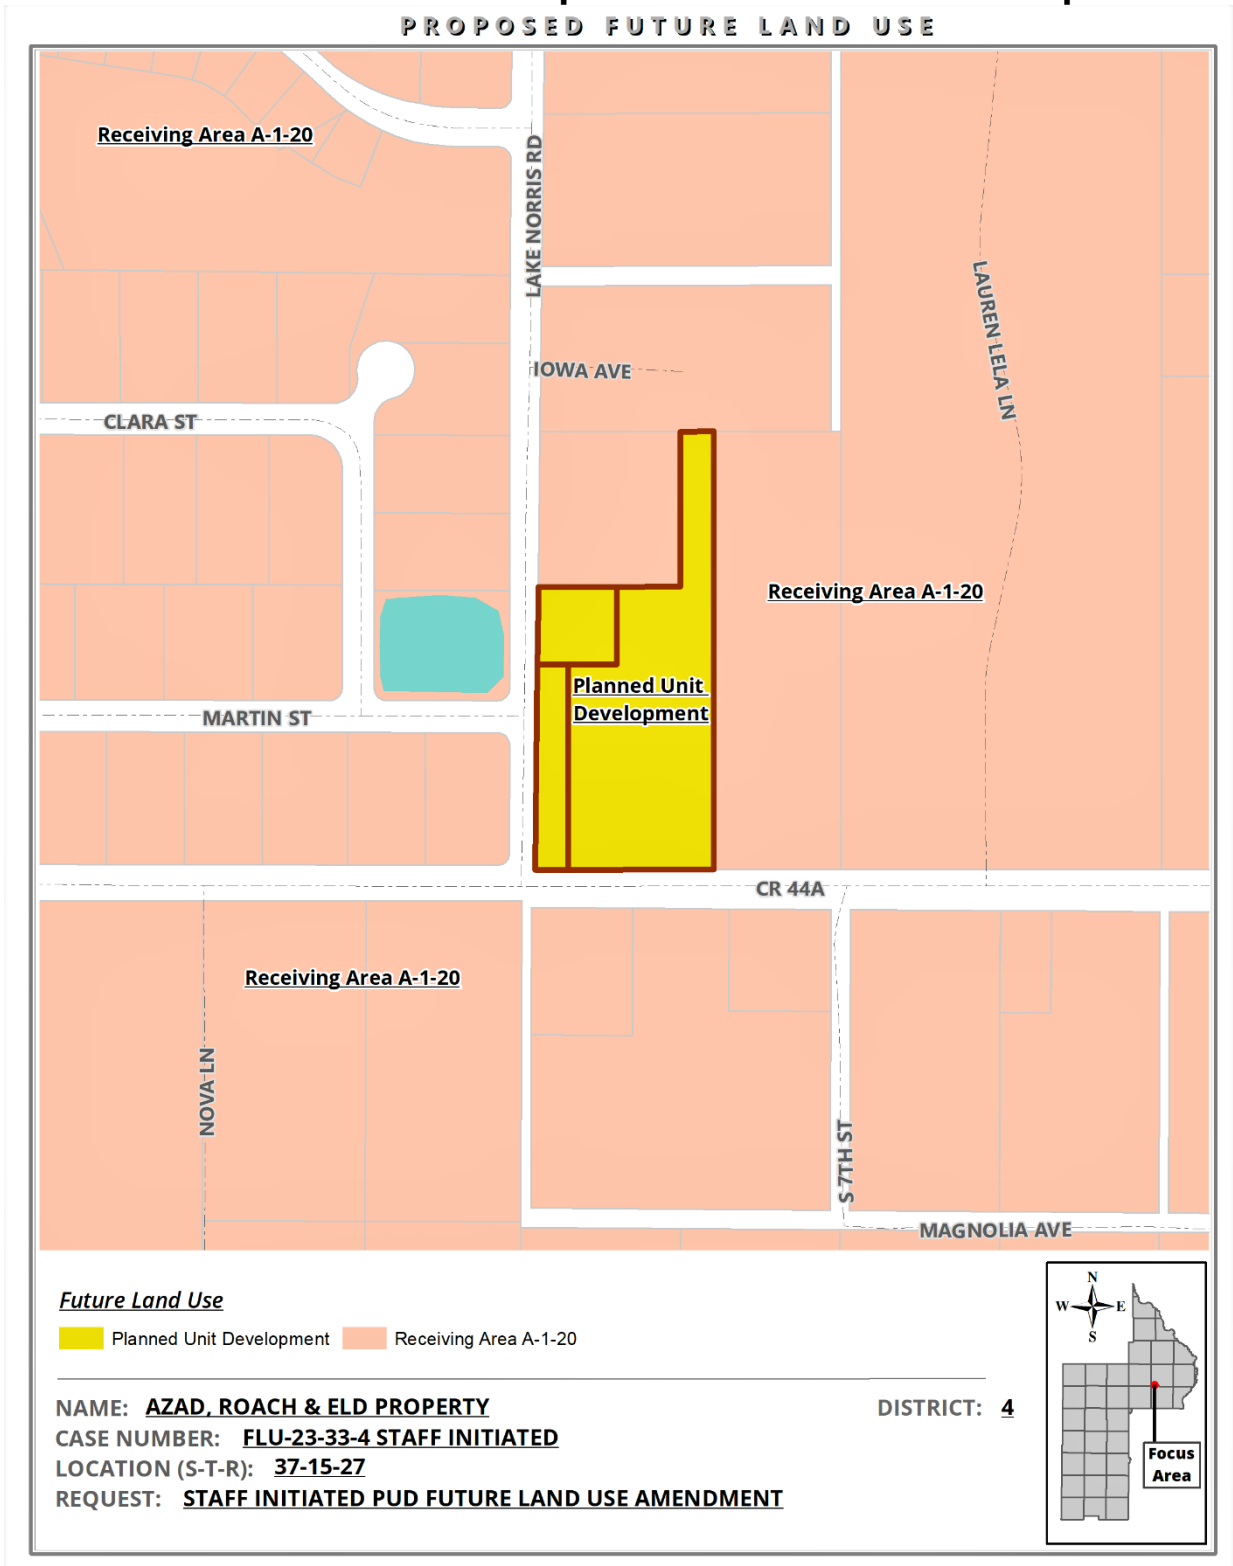 PROPOSED FUTURE LAND USE
Receiving Area A-1-20
LAKE NORRIS RD
LAUREN LELA LN
IOWA AVE
CLARA ST
Receiving Area A-1-20
Planned Unit
Development
MARTIN ST
CR 44A
Receiving Area A-1-20
NOVA LN
S 7TH ST
MAGNOLIA AVE
Future Land Use
Planned Unit Development
Receiving Area A-1-20
N
W E
S
Focus
Area
NAME: AZAD, ROACH & ELD PROPERTY
DISTRICT: 4
CASE NUMBER: FLU-23-33-4 STAFF INITIATED
LOCATION (S-T-R): 37-15-27
REQUEST: STAFF INITIATED PUD FUTURE LAND USE AMENDMENT